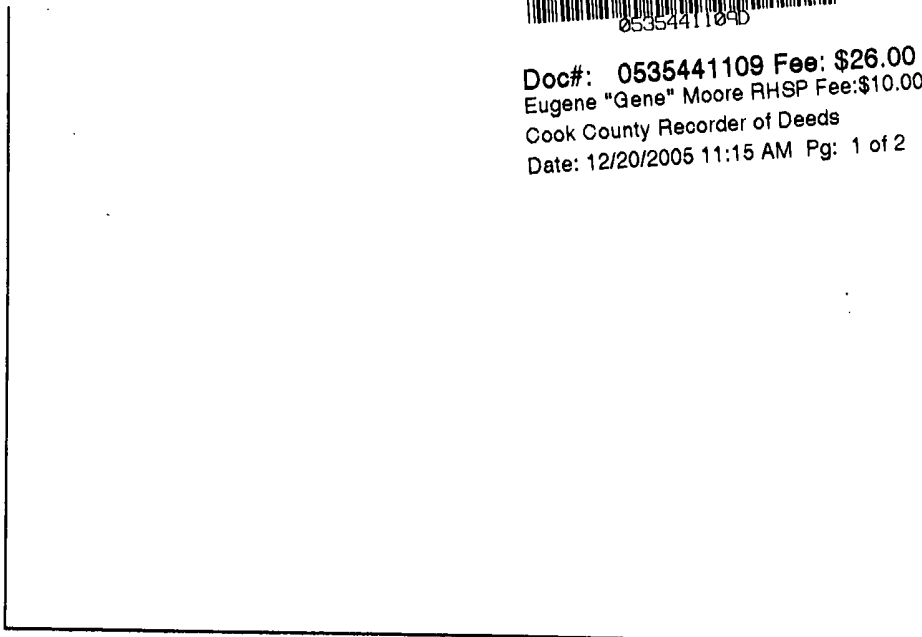 0535441109D
Doc#: 0535441109 Fee: $26.00
Eugene "Gene" Moore RHSP Fee:$10.00
Cook County Recorder of Deeds
Date: 12/20/2005 11:15 AM Pg: 1 of 2